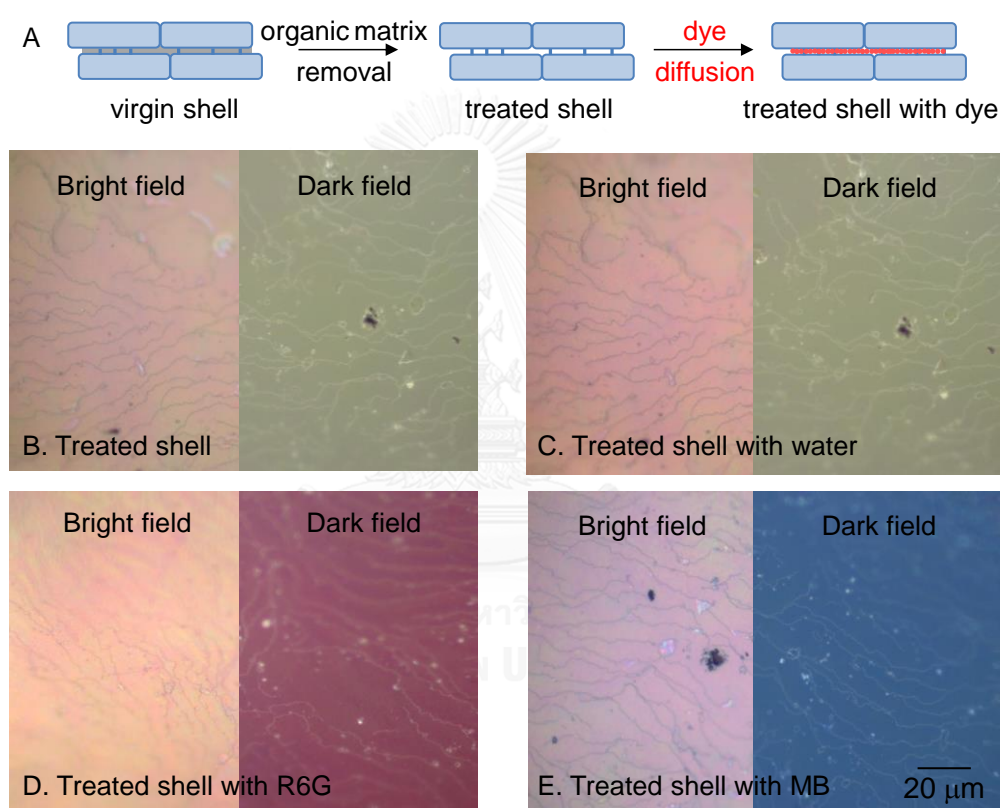 A
organic matrix
removal
dye
diffusion
virgin shell
treated shell
treated shell with dye
Bright field
Dark field
B. Treated shell
Bright field
Dark field
C. Treated shell with water
Bright field
Dark field
D. Treated shell with R6G
Bright field
Dark field
E. Treated shell with MB
20 μm